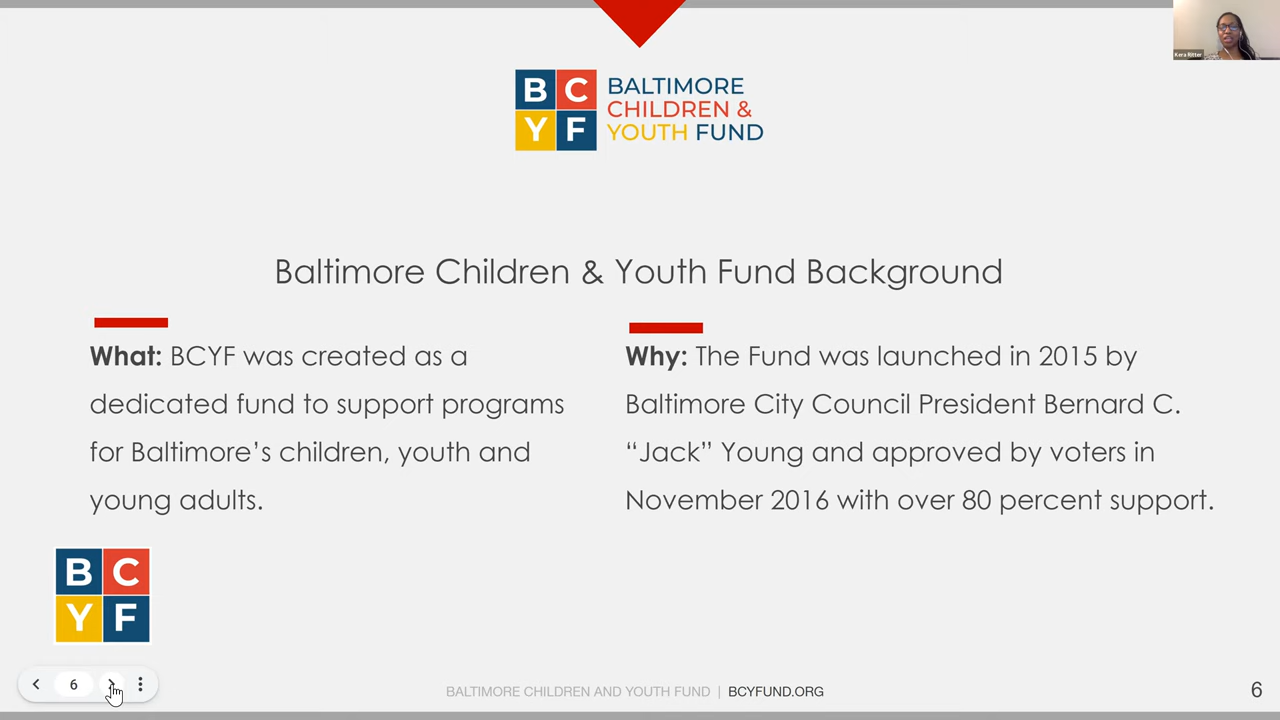 Kera Ritter
B C
Y F
BALTIMORE
CHILDREN &
YOUTH FUND
Baltimore Children & Youth Fund Background
What: BCYF was created as a
dedicated fund to support programs
for Baltimore’s children, youth and
young adults.
Why: The Fund was launched in 2015 by
Baltimore City Council President Bernard C.
“Jack” Young and approved by voters in
November 2016 with over 80 percent support.
B C
Y F
6
BALTIMORE CHILDREN AND YOUTH FUND | BCYFUND.ORG
6